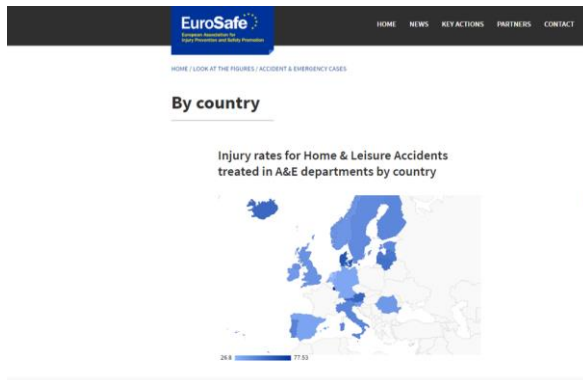 EuroSafe
European Association for
Injury Prevention and Safety Promotion
HOME NEWS KEY ACTIONS PARTNERS CONTACT
HOME / LOOK AT THE FIGURES / ACCIDENT & EMERGENCY CASES
By country
Injury rates for Home & Leisure Accidents
treated in A&E departments by country
29.8 77.53